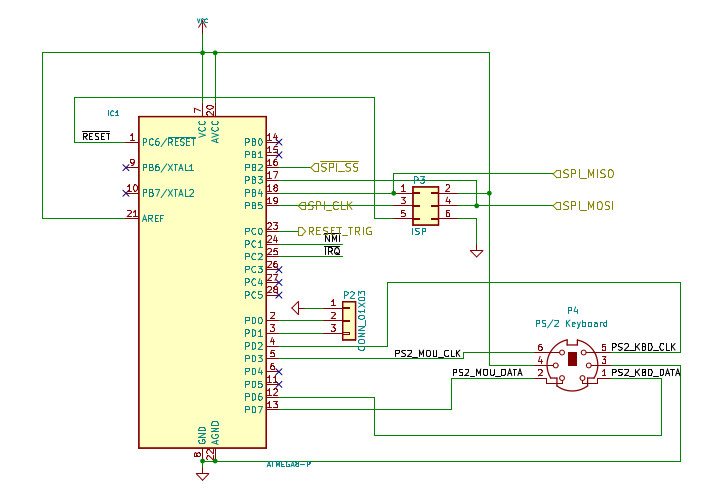 VCC
IC1
7
20
VCC
AVCC
RESET
1
PC6/RESET
9
PB6/XTAL1
10
PB7/XTAL2
21
AREF
PB0
14
PB1
15
PB2
16
SPI_SS
PB3
17
PB4
18
PB5
19
SPI_CLK
PC0
23
RESET_TRIG
PC1
24
NMI
PC2
25
IRQ
PC3
26
PC4
27
PC5
28
PD0
2
PD1
3
PD2
4
PD3
5
PD4
6
PD5
11
PD6
12
PD7
13
GND
AGND
8
22
ATMEGA8-P
P3
1
2
3
4
5
6
ISP
SPI_MISO
SPI_MOSI
P2
1
2
3
CONN_01X03
P4
PS/2 Keyboard
PS2_MOU_CLK
6
5
PS2_KBD_CLK
4
3
PS2_MOU_DATA
2
1
PS2_KBD_DATA